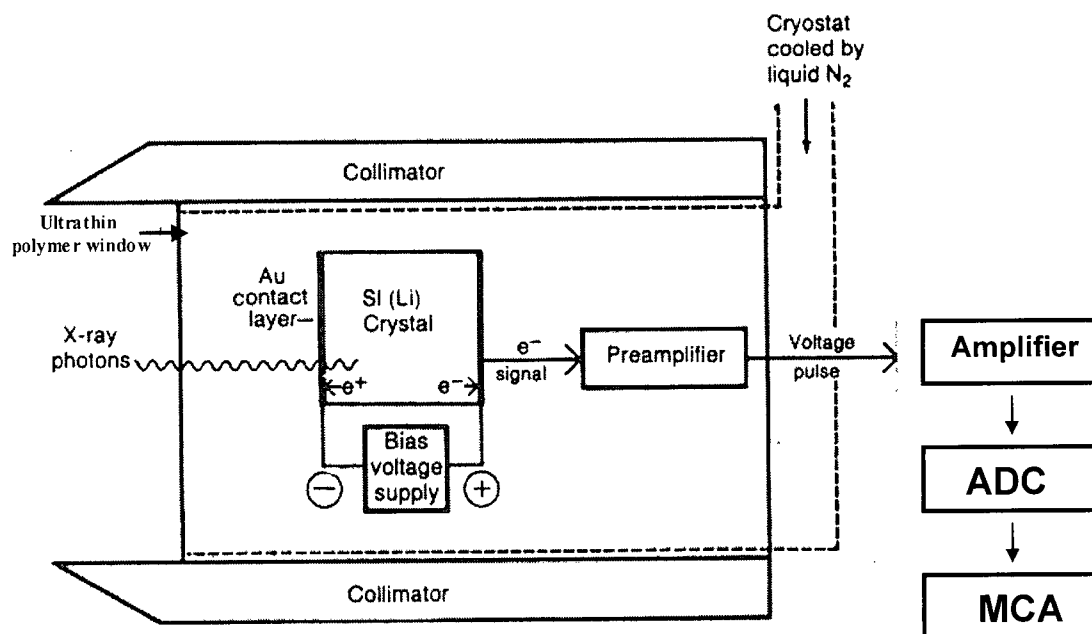 Cryostat
cooled by
liquid N2
Collimator
Ultrathin
polymer window
Au
contact
layer
SI (Li)
Crystal
X-ray
photons
e+
e-
e-
signal
Preamplifier
Voltage
pulse
Amplifier
Bias
voltage
supply
−
+
ADC
Collimator
MCA